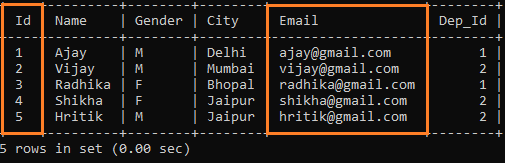 Id | Name | Gender | City | Email | Dep_Id |
1 | Ajay | M | Delhi | ajay@gmail.com | 1 |
2 | Vijay | M | Mumbai | vijay@gmail.com | 2 |
3 | Radhika | F | Bhopal | radhika@gmail.com | 1 |
4 | Shikha | F | Jaipur | shikha@gmail.com | 2 |
5 | Hritik | M | Jaipur | hritik@gmail.com | 2 |
5 rows in set (0.00 sec)